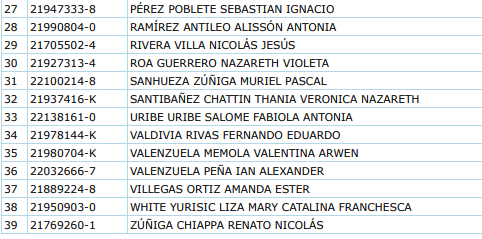 27 21947333-8 PÉREZ POBLETE SEBASTIAN IGNACIO
28 21990804-0 RAMÍREZ ANTILEO ALISSÓN ANTONIA
29 21705502-4 RIVERA VILLA NICOLÁS JESÚS
30 21927313-4 ROA GUERRERO NAZARETH VIOLETA
31 22100214-8 SANHUEZA ZÚÑIGA MURIEL PASCAL
32 21937416-K SANTIBAÑEZ CHATTIN THANIA VERONICA NAZARETH
33 22138161-0 URIBE URIBE SALOME FABIOLA ANTONIA
34 21978144-K VALDIVIA RIVAS FERNANDO EDUARDO
35 21980704-K VALENZUELA MEMOLA VALENTINA ARWEN
36 22032666-7 VALENZUELA PEÑA IAN ALEXANDER
37 21889224-8 VILLEGAS ORTIZ AMANDA ESTER
38 21950903-0 WHITE YURISIC LIZA MARY CATALINA FRANCHESCA
39 21769260-1 ZÚÑIGA CHIAPPA RENATO NICOLÁS